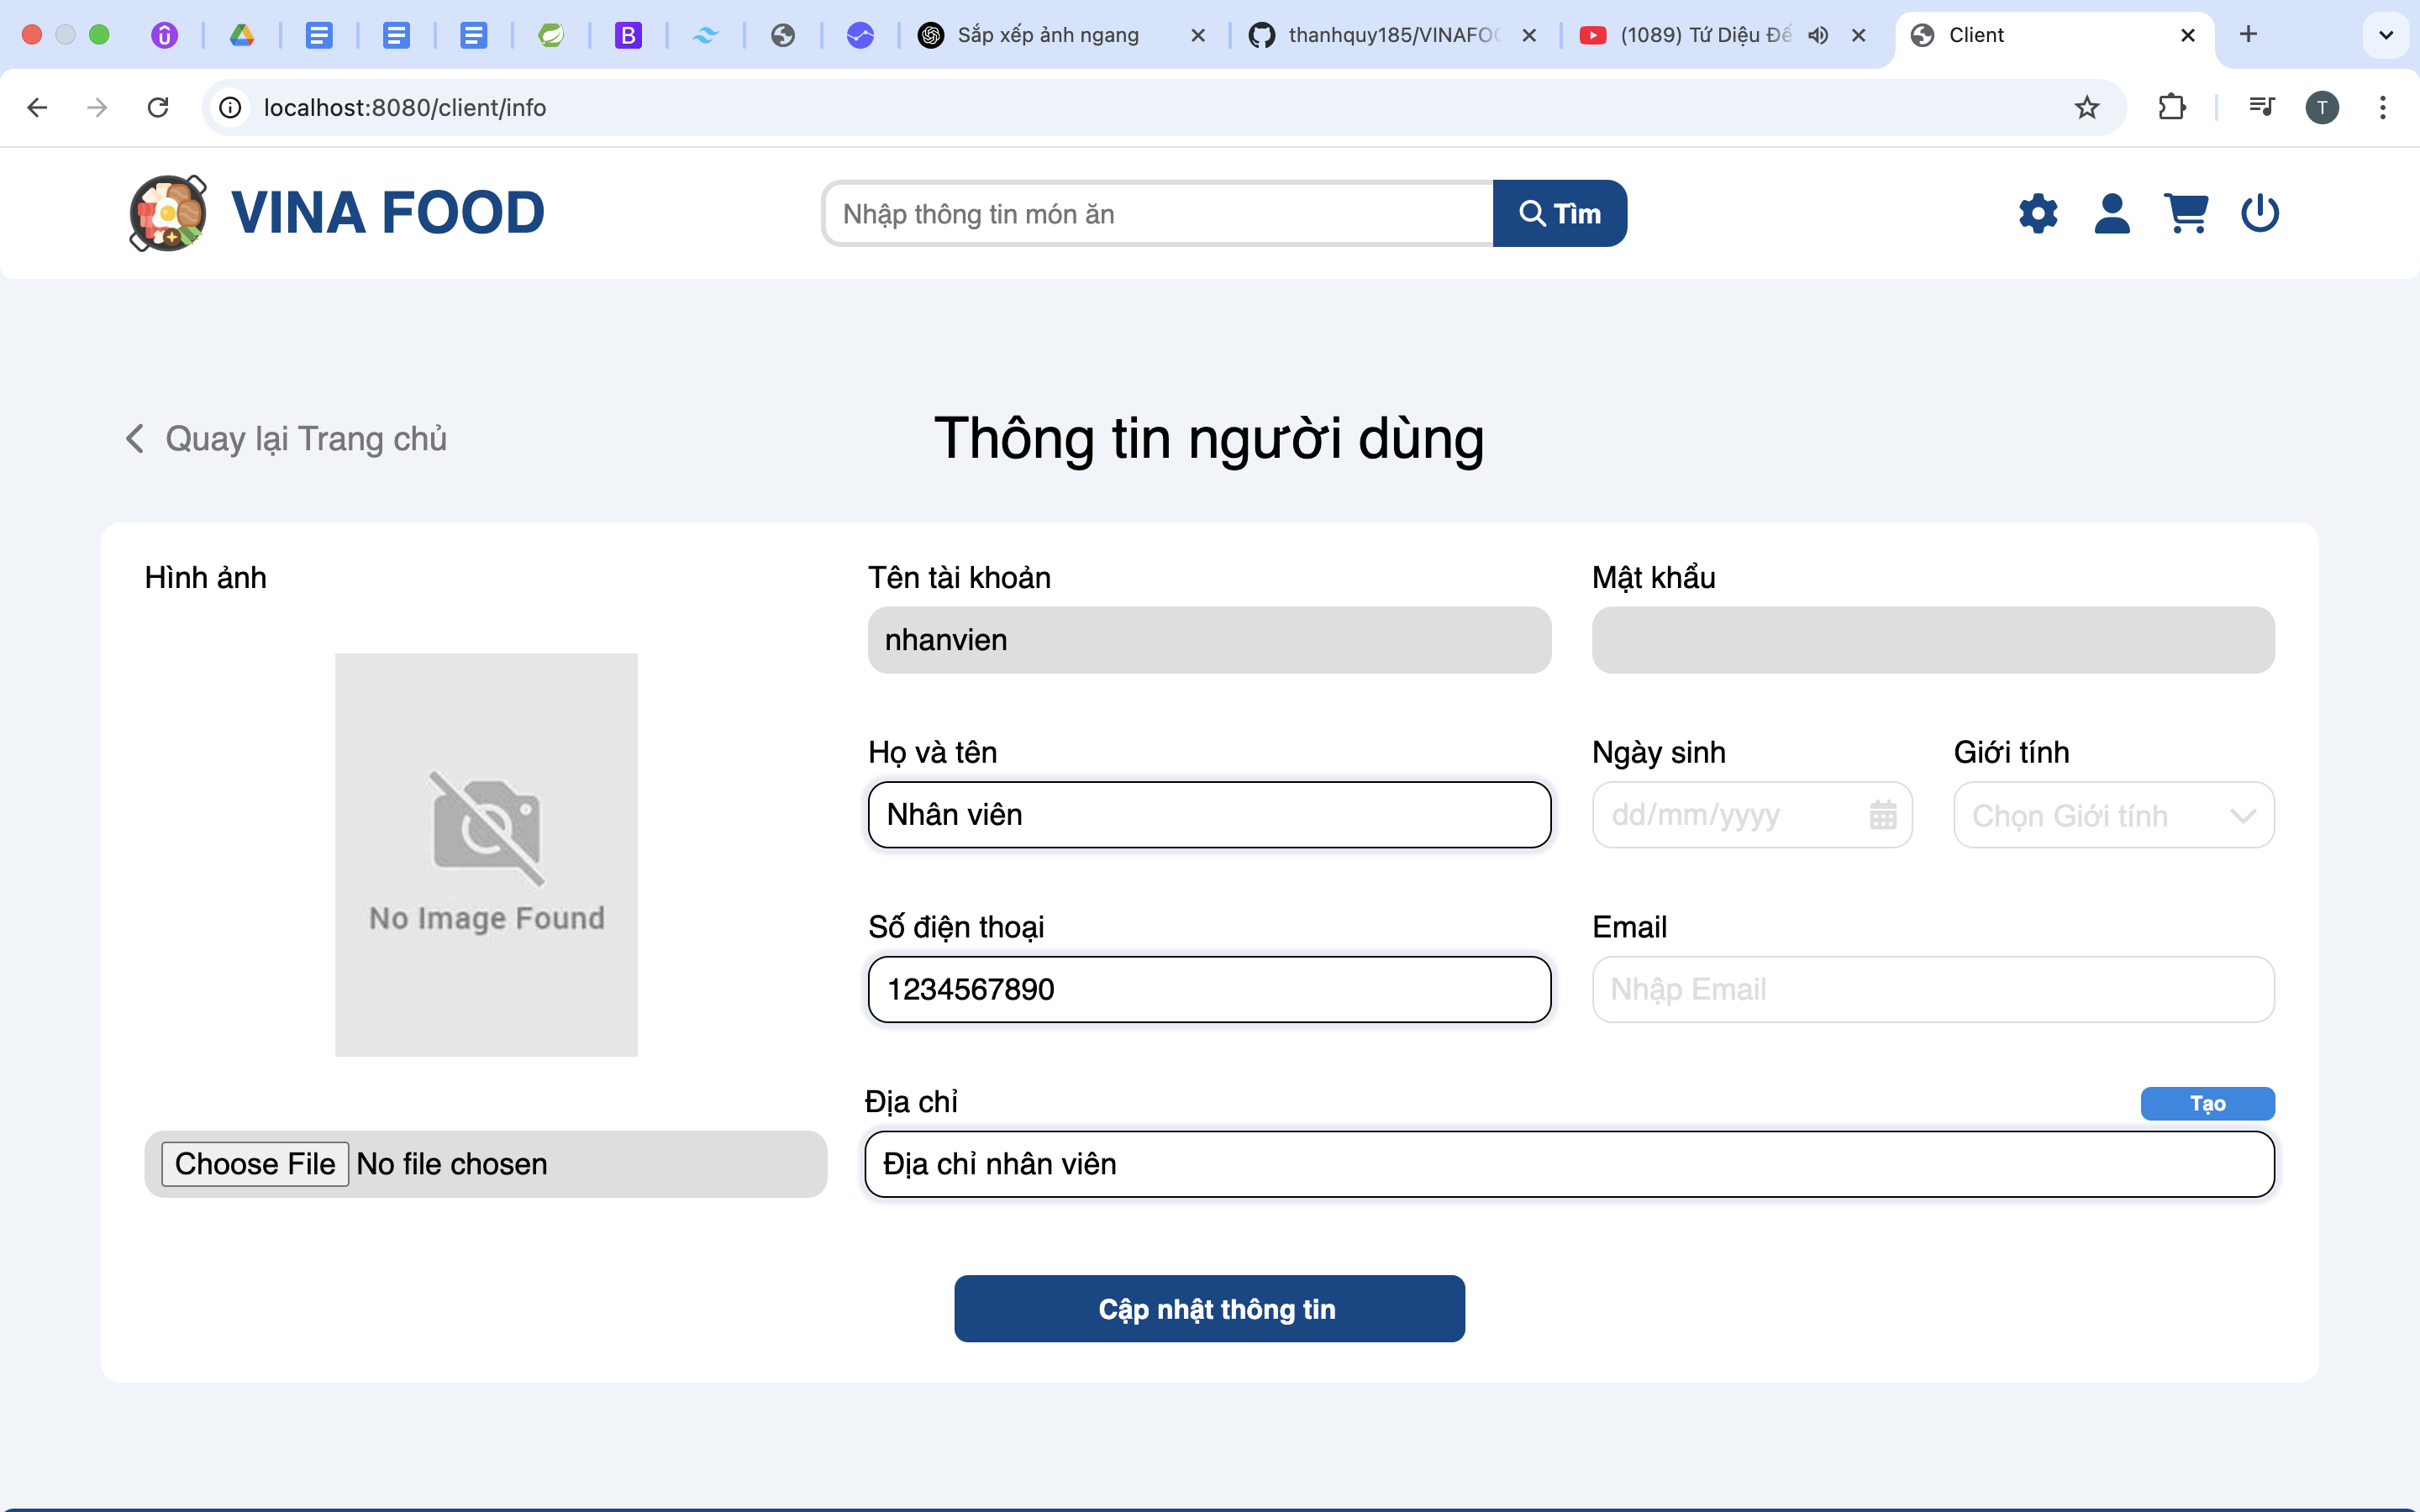 Sắp xếp ảnh ngang
thanhquy185/VINAFOO
(1089) Tứ Diệu Đế
Client
localhost:8080/client/info
T
VINA FOOD
Nhập thông tin món ăn
Tìm
Quay lại Trang chủ
Thông tin người dùng
Hình ảnh
Tên tài khoản
Mật khẩu
nhanvien
Họ và tên
Ngày sinh
Giới tính
Nhân viên
dd/mm/yyyy
Chọn Giới tính
No Image Found
Số điện thoại
Email
1234567890
Nhập Email
Địa chỉ
Tạo
Choose File No file chosen
Địa chỉ nhân viên
Cập nhật thông tin